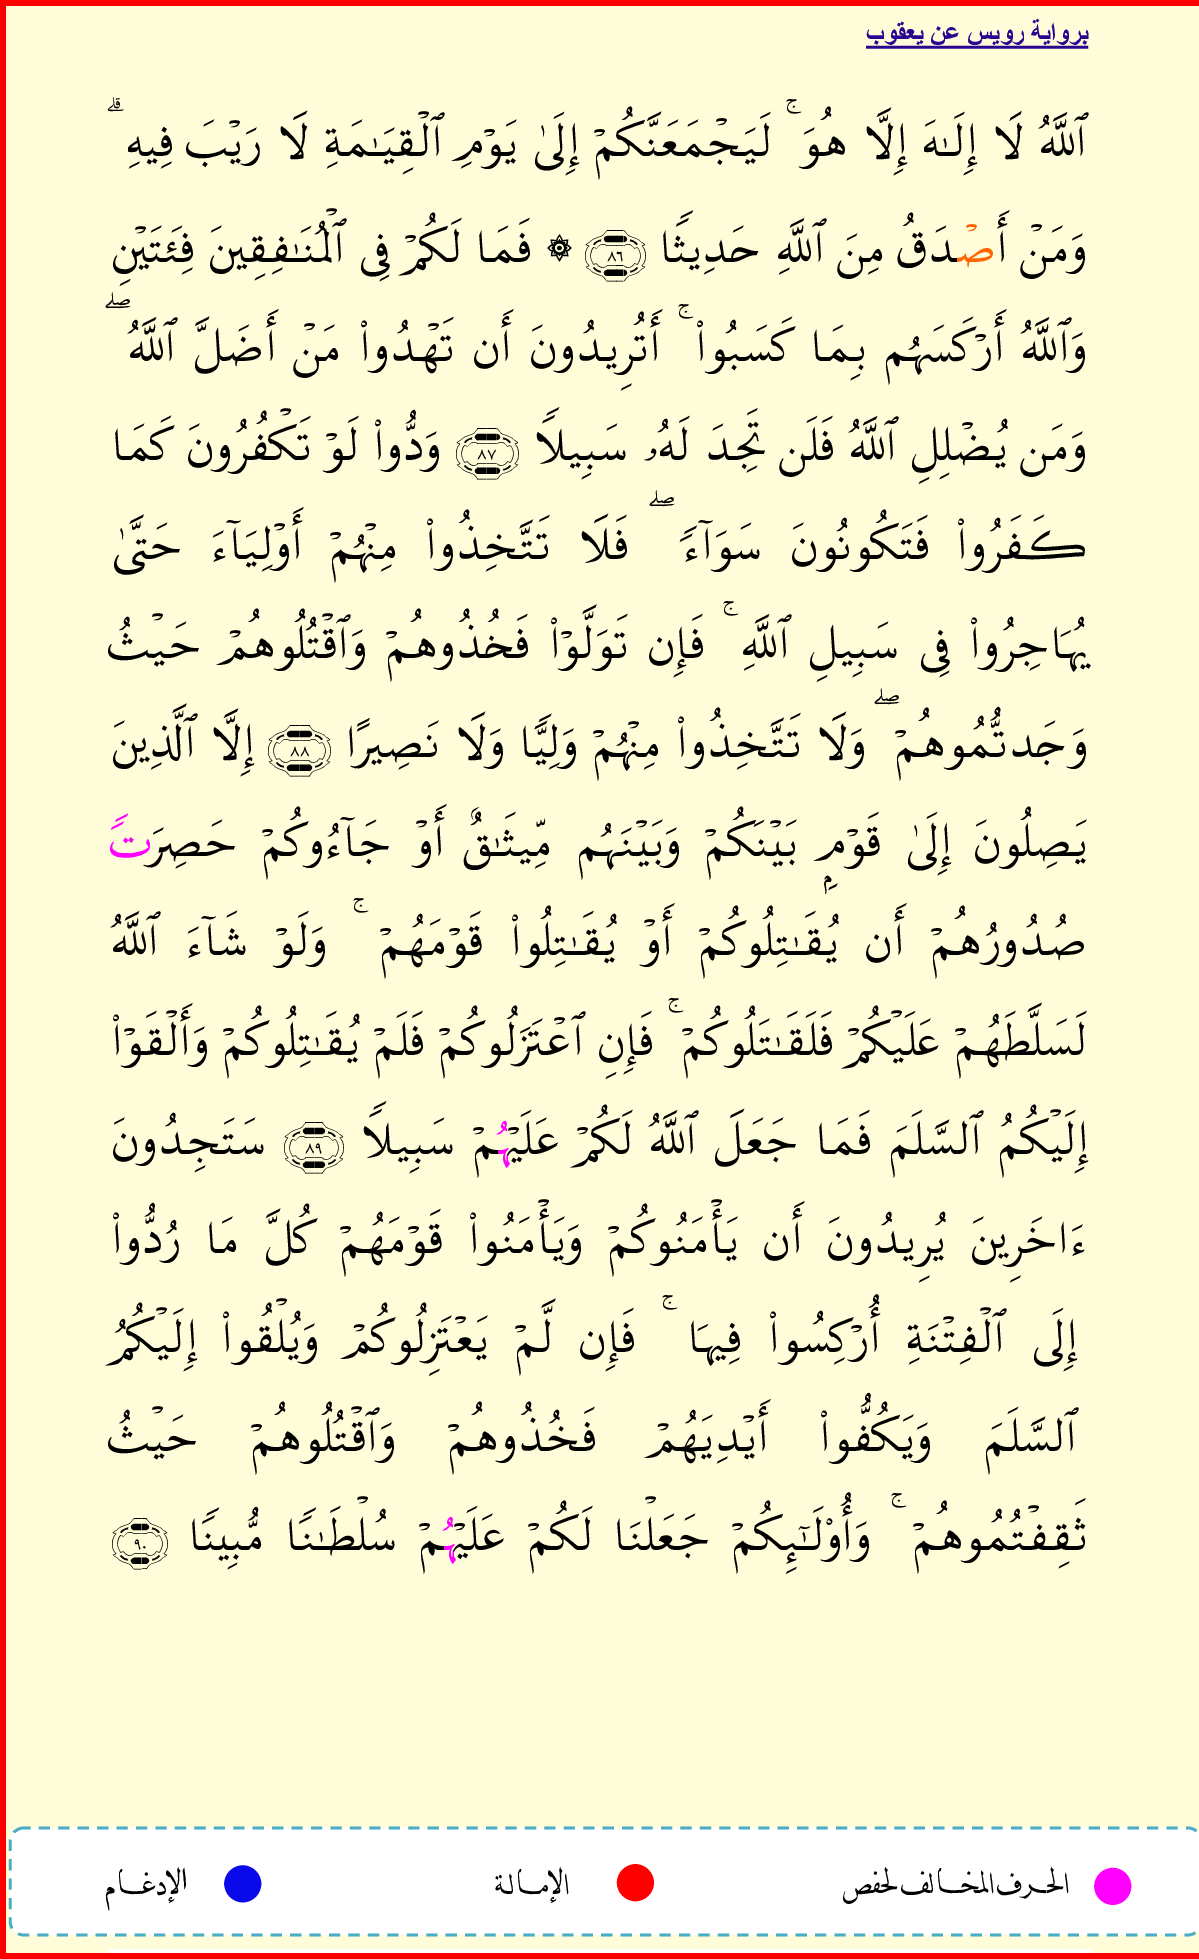 برواية رويس عن يعقوب
ٱللَّهُ لَا إِلَـٰهَ إِلَّا هُوَ ۚ لَيَجْمَعَنَّكُمْ إِلَىٰ يَوْمِ ٱلْقِيَـٰمَةِ لَا رَيْبَ فِيهِ ۗ
وَمَنْ أَصْدَقُ مِنَ ٱللَّهِ حَدِيثًا ٨٦ ۞ فَمَا لَكُمْ فِى ٱلْمُنَـٰفِقِينَ فِئَتَيْنِ
وَٱللَّهُ أَرْكَسَهُم بِمَا كَسَبُوا۟ ۚ أَتُرِيدُونَ أَن تَهْدُوا۟ مَنْ أَضَلَّ ٱللَّهُ ۖ
وَمَن يُضْلِلِ ٱللَّهُ فَلَن تَجِدَ لَهُۥ سَبِيلًا ٨٧ وَدُّوا۟ لَوْ تَكْفُرُونَ كَمَا
كَفَرُوا۟ فَتَكُونُونَ سَوَآءً ۖ فَلَا تَتَّخِذُوا۟ مِنْهُمْ أَوْلِيَآءَ حَتَّىٰ
يُهَاجِرُوا۟ فِى سَبِيلِ ٱللَّهِ ۚ فَإِن تَوَلَّوْا۟ فَخُذُوهُمْ وَٱقْتُلُوهُمْ حَيْثُ
وَجَدتُّمُوهُمْ ۖ وَلَا تَتَّخِذُوا۟ مِنْهُمْ وَلِيًّا وَلَا نَصِيرًا ٨٨ إِلَّا ٱلَّذِينَ
يَصِلُونَ إِلَىٰ قَوْمٍۭ بَيْنَكُمْ وَبَيْنَهُم مِّيثَـٰقٌ أَوْ جَآءُوكُمْ حَصِرَتً
صُدُورُهُمْ أَن يُقَـٰتِلُوكُمْ أَوْ يُقَـٰتِلُوا۟ قَوْمَهُمْ ۚ وَلَوْ شَآءَ ٱللَّهُ
لَسَلَّطَهُمْ عَلَيْكُمْ فَلَقَـٰتَلُوكُمْ ۚ فَإِنِ ٱعْتَزَلُوكُمْ فَلَمْ يُقَـٰتِلُوكُمْ وَأَلْقَوْا۟
إِلَيْكُمُ ٱلسَّلَمَ فَمَا جَعَلَ ٱللَّهُ لَكُمْ عَلَيْهُمْ سَبِيلًا ٨٩ سَتَجِدُونَ
ءَاخَرِينَ يُرِيدُونَ أَن يَأْمَنُوكُمْ وَيَأْمَنُوا۟ قَوْمَهُمْ كُلَّ مَا رُدُّوا۟
إِلَى ٱلْفِتْنَةِ أُرْكِسُوا۟ فِيهَا ۚ فَإِن لَّمْ يَعْتَزِلُوكُمْ وَيُلْقُوا۟ إِلَيْكُمُ
ٱلسَّلَمَ وَيَكُفُّوا۟ أَيْدِيَهُمْ فَخُذُوهُمْ وَٱقْتُلُوهُمْ حَيْثُ
ثَقِفْتُمُوهُمْ ۚ وَأُو۟لَـٰٓئِكُمْ جَعَلْنَا لَكُمْ عَلَيْهُمْ سُلْطَـٰنًا مُّبِينًا ٩٠
الحرف المخالف لحفص الإمالة الإدغام